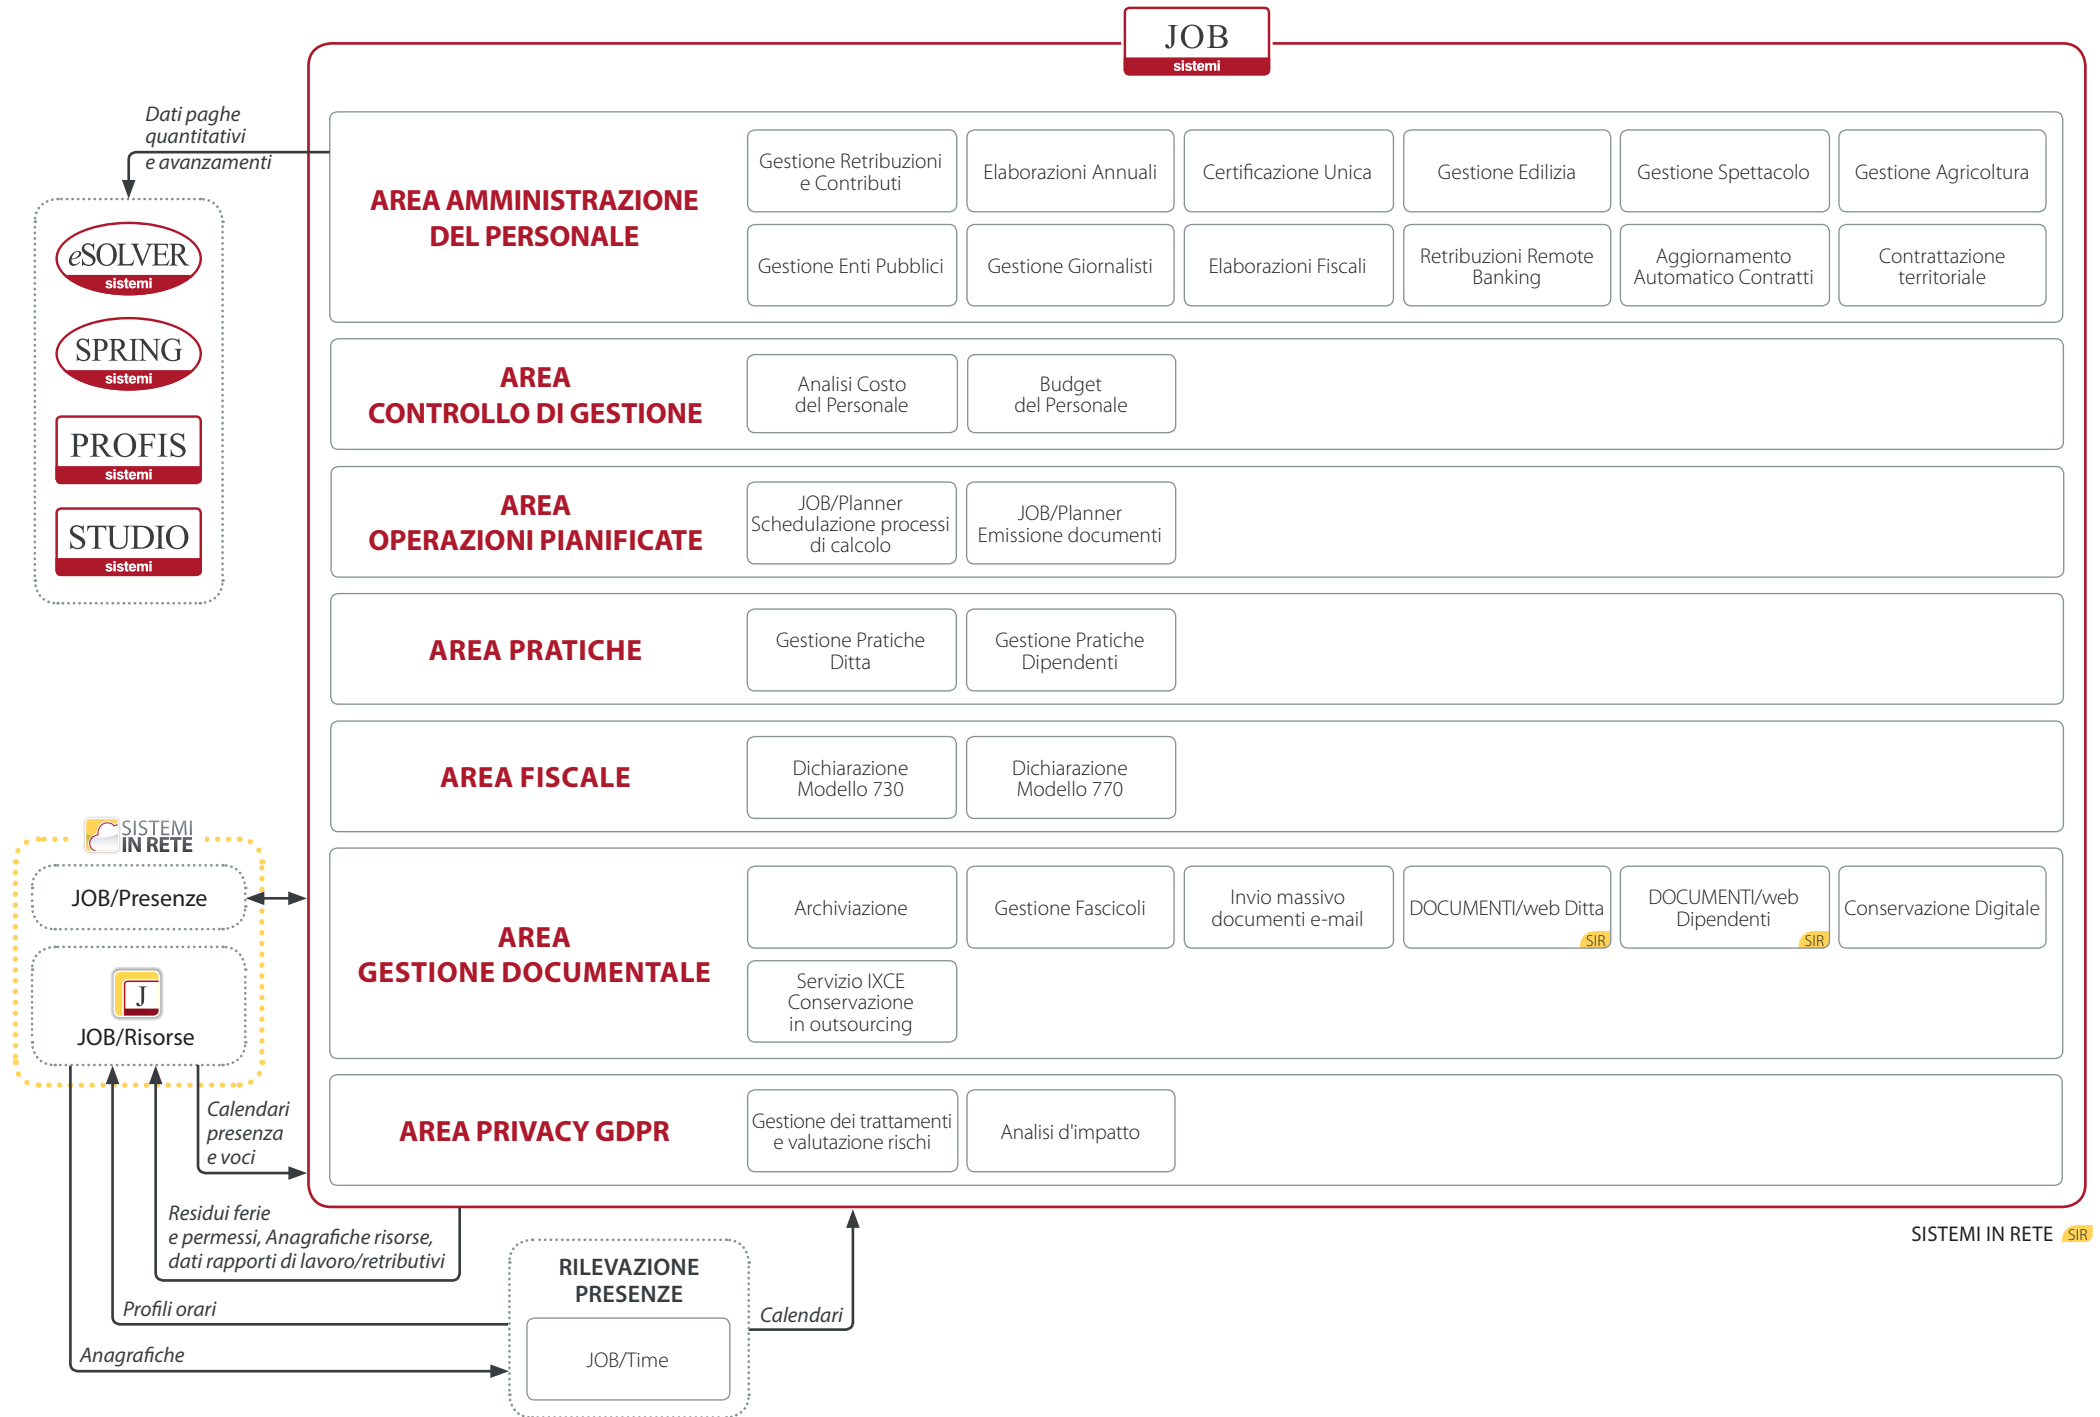 JOB
sistemi
Dati paghe
quantitativi
e avanzamenti
eSOLVER
sistemi
SPRING
sistemi
PROFIS
sistemi
STUDIO
sistemi
AREA AMMINISTRAZIONE
DEL PERSONALE
Gestione Retribuzioni
e Contributi
Elaborazioni Annuali
Certificazione Unica
Gestione Edilizia
Gestione Spettacolo
Gestione Agricoltura
Gestione Enti Pubblici
Gestione Giornalisti
Elaborazioni Fiscali
Retribuzioni Remote
Banking
Aggiornamento
Automatico Contratti
Contrattazione
territoriale
AREA
CONTROLLO DI GESTIONE
Analisi Costo
del Personale
Budget
del Personale
AREA
OPERAZIONI PIANIFICATE
JOB/Planner
Schedulazione processi
di calcolo
JOB/Planner
Emissione documenti
AREA PRATICHE
Gestione Pratiche
Ditta
Gestione Pratiche
Dipendenti
AREA FISCALE
Dichiarazione
Modello 730
Dichiarazione
Modello 770
SISTEMI
IN RETE
JOB/Presenze
J
JOB/Risorse
AREA
GESTIONE DOCUMENTALE
Archiviazione
Gestione Fascicoli
Invio massivo
documenti e-mail
DOCUMENTI/web Ditta
SIR
DOCUMENTI/web
Dipendenti
SIR
Conservazione Digitale
Servizio IXCE
Conservazione
in outsourcing
AREA PRIVACY GDPR
Gestione dei trattamenti
e valutazione rischi
Analisi d'impatto
Calendari
presenza
e voci
Residui ferie
e permessi, Anagrafiche risorse,
dati rapporti di lavoro/retributivi
Profili orari
Anagrafiche
RILEVAZIONE
PRESENZE
JOB/Time
Calendari
SISTEMI IN RETE SIR